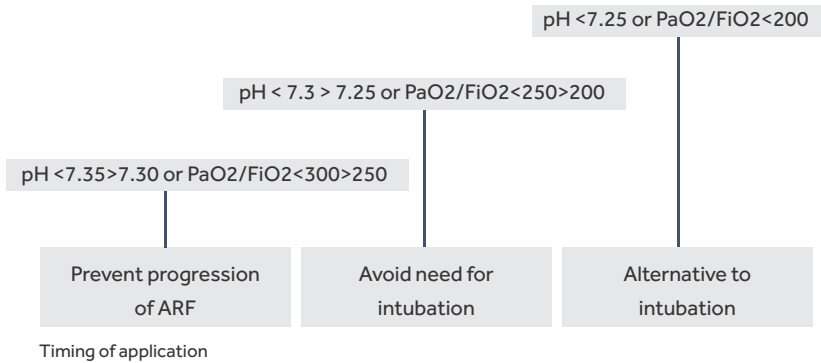 pH <7.25 or PaO2/FiO2<200
pH < 7.3 > 7.25 or PaO2/FiO2<250>200
pH <7.35>7.30 or PaO2/FiO2<300>250
Prevent progression
of ARF
Avoid need for
intubation
Alternative to
intubation
Timing of application